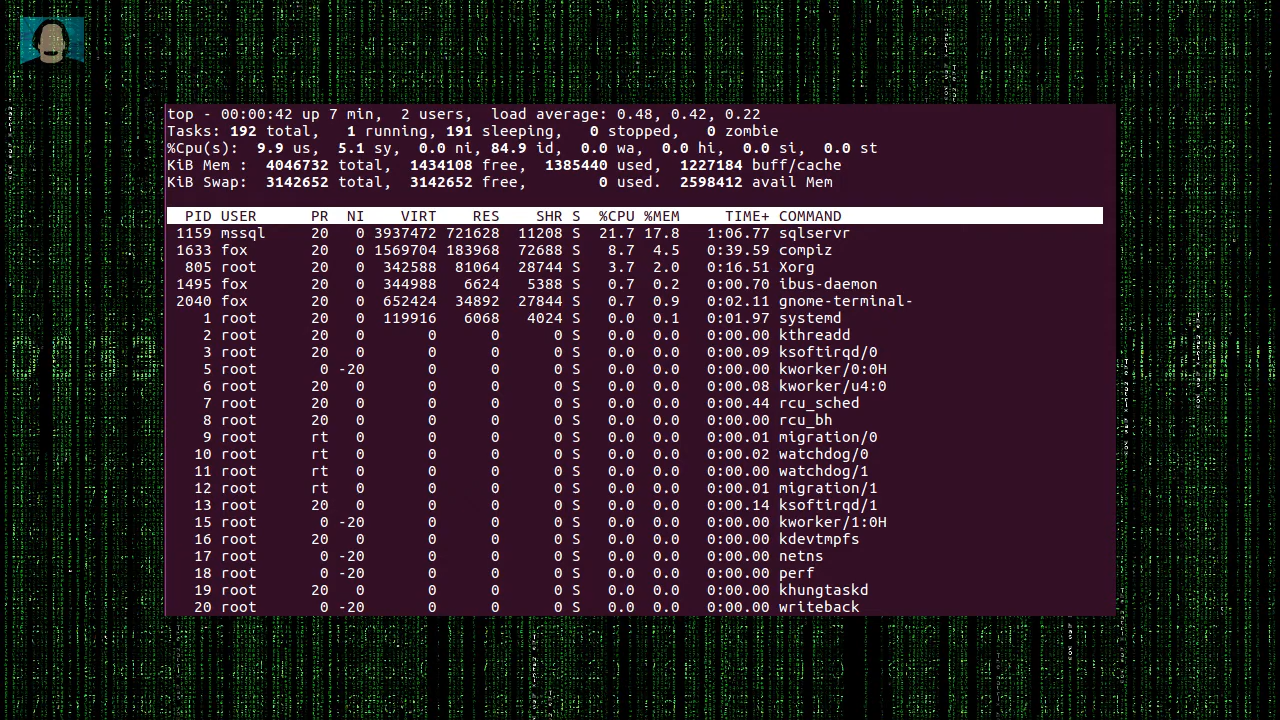 top - 00:00:42 up 7 min,  2 users,  load average: 0.48, 0.42, 0.22
Tasks: 192 total,   1 running, 191 sleeping,   0 stopped,   0 zombie
%Cpu(s):  9.9 us,  5.1 sy,  0.0 ni, 84.9 id,  0.0 wa,  0.0 hi,  0.0 si,  0.0 st
KiB Mem :  4046732 total,  1434108 free,  1385440 used,  1227184 buff/cache
KiB Swap:  3142652 total,  3142652 free,        0 used.  2598412 avail Mem
PID USER      PR  NI    VIRT    RES    SHR S  %CPU %MEM     TIME+ COMMAND
1159 mssql     20   0 3937472 721628  11208 S  21.7 17.8   1:06.77 sqlservr
1633 fox       20   0 1569704 183968  72688 S   8.7  4.5   0:39.59 compiz
805 root      20   0  342588  81064  28744 S   3.7  2.0   0:16.51 Xorg
1495 fox       20   0  344988   6624   5388 S   0.7  0.2   0:00.70 ibus-daemon
2040 fox       20   0  652424  34892  27844 S   0.7  0.9   0:02.11 gnome-terminal-
1 root      20   0  119916   6068   4024 S   0.0  0.1   0:01.97 systemd
2 root      20   0       0      0      0 S   0.0  0.0   0:00.00 kthreadd
3 root      20   0       0      0      0 S   0.0  0.0   0:00.09 ksoftirqd/0
5 root       0 -20       0      0      0 S   0.0  0.0   0:00.00 kworker/0:0H
6 root      20   0       0      0      0 S   0.0  0.0   0:00.08 kworker/u4:0
7 root      20   0       0      0      0 S   0.0  0.0   0:00.44 rcu_sched
8 root      20   0       0      0      0 S   0.0  0.0   0:00.00 rcu_bh
9 root      rt   0       0      0      0 S   0.0  0.0   0:00.01 migration/0
10 root      rt   0       0      0      0 S   0.0  0.0   0:00.02 watchdog/0
11 root      rt   0       0      0      0 S   0.0  0.0   0:00.00 watchdog/1
12 root      rt   0       0      0      0 S   0.0  0.0   0:00.01 migration/1
13 root      20   0       0      0      0 S   0.0  0.0   0:00.14 ksoftirqd/1
15 root       0 -20       0      0      0 S   0.0  0.0   0:00.00 kworker/1:0H
16 root      20   0       0      0      0 S   0.0  0.0   0:00.00 kdevtmpfs
17 root       0 -20       0      0      0 S   0.0  0.0   0:00.00 netns
18 root       0 -20       0      0      0 S   0.0  0.0   0:00.00 perf
19 root      20   0       0      0      0 S   0.0  0.0   0:00.00 khungtaskd
20 root       0 -20       0      0      0 S   0.0  0.0   0:00.00 writeback